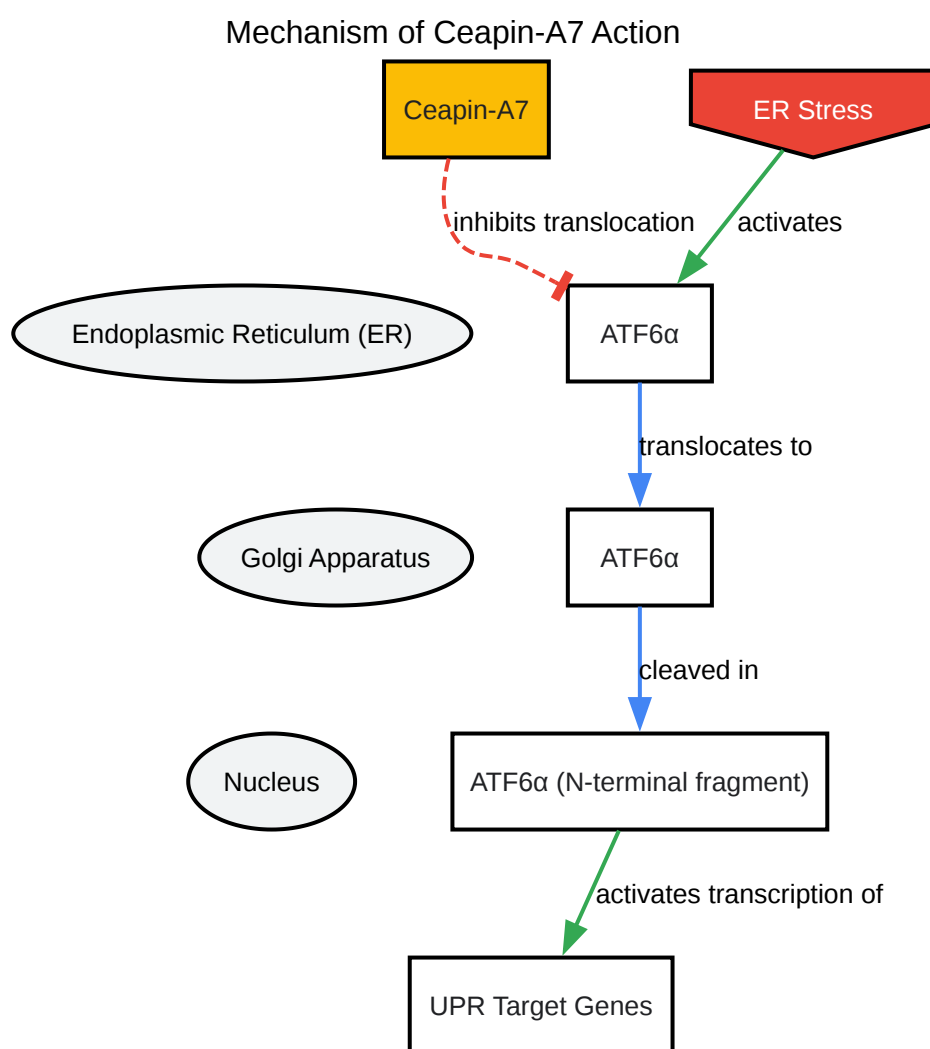 Mechanism of Ceapin-A7 Action
Ceapin-A7
ER Stress
inhibits translocation
activates
Endoplasmic Reticulum (ER)
ATF6α
translocates to
Golgi Apparatus
ATF6α
cleaved in
Nucleus
ATF6α (N-terminal fragment)
activates transcription of
UPR Target Genes